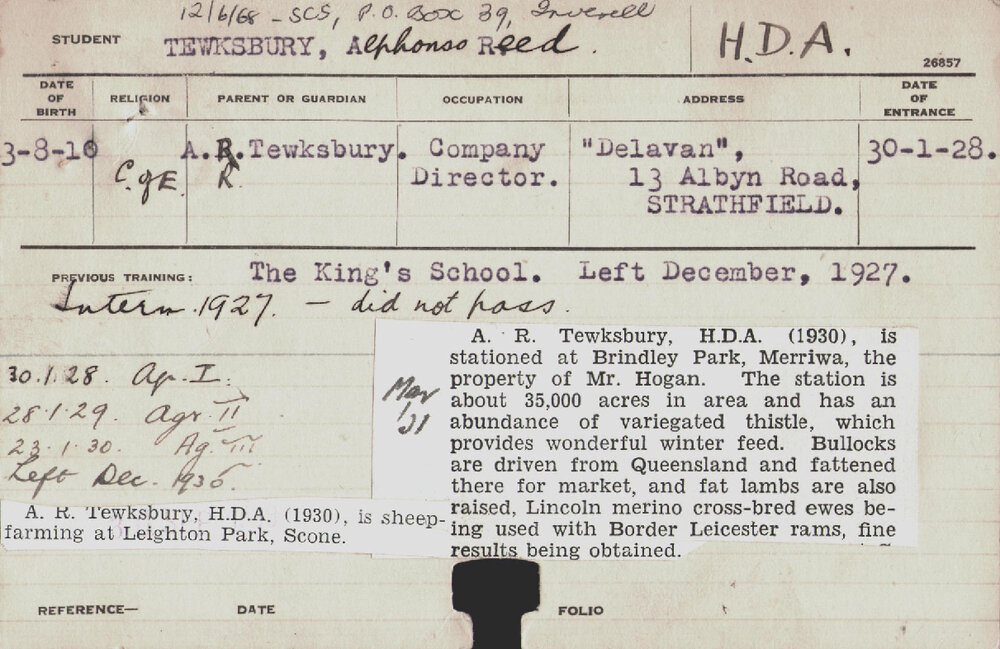 12/6/68 - SCS, P.O. Box 39, Inverell
STUDENT TEWKSBURY, Alphonso Reed. H.D.A.
26857
DATE OF BIRTH RELIGION PARENT OR GUARDIAN OCCUPATION ADDRESS DATE OF ENTRANCE
3-8-10 A.R.Tewksbury. Company "Delavan", 30-1-28.
C. of E. R. Director. 13 Albyn Road,
STRATHFIELD.
PREVIOUS TRAINING: The King's School. Left December, 1927.
Interm. 1927. - did not pass.
30.1.28. Ag. I.
28.1.29. Agr. II
23.1.30. Ag. III
Left Dec. 1930.
A. R. Tewksbury, H.D.A. (1930), is sheep-
farming at Leighton Park, Scone.
Mar /31
A. R. Tewksbury, H.D.A. (1930), is
stationed at Brindley Park, Merriwa, the
property of Mr. Hogan. The station is
about 35,000 acres in area and has an
abundance of variegated thistle, which
provides wonderful winter feed. Bullocks
are driven from Queensland and fattened
there for market, and fat lambs are also
raised, Lincoln merino cross-bred ewes be-
ing used with Border Leicester rams, fine
results being obtained.
REFERENCE— DATE FOLIO